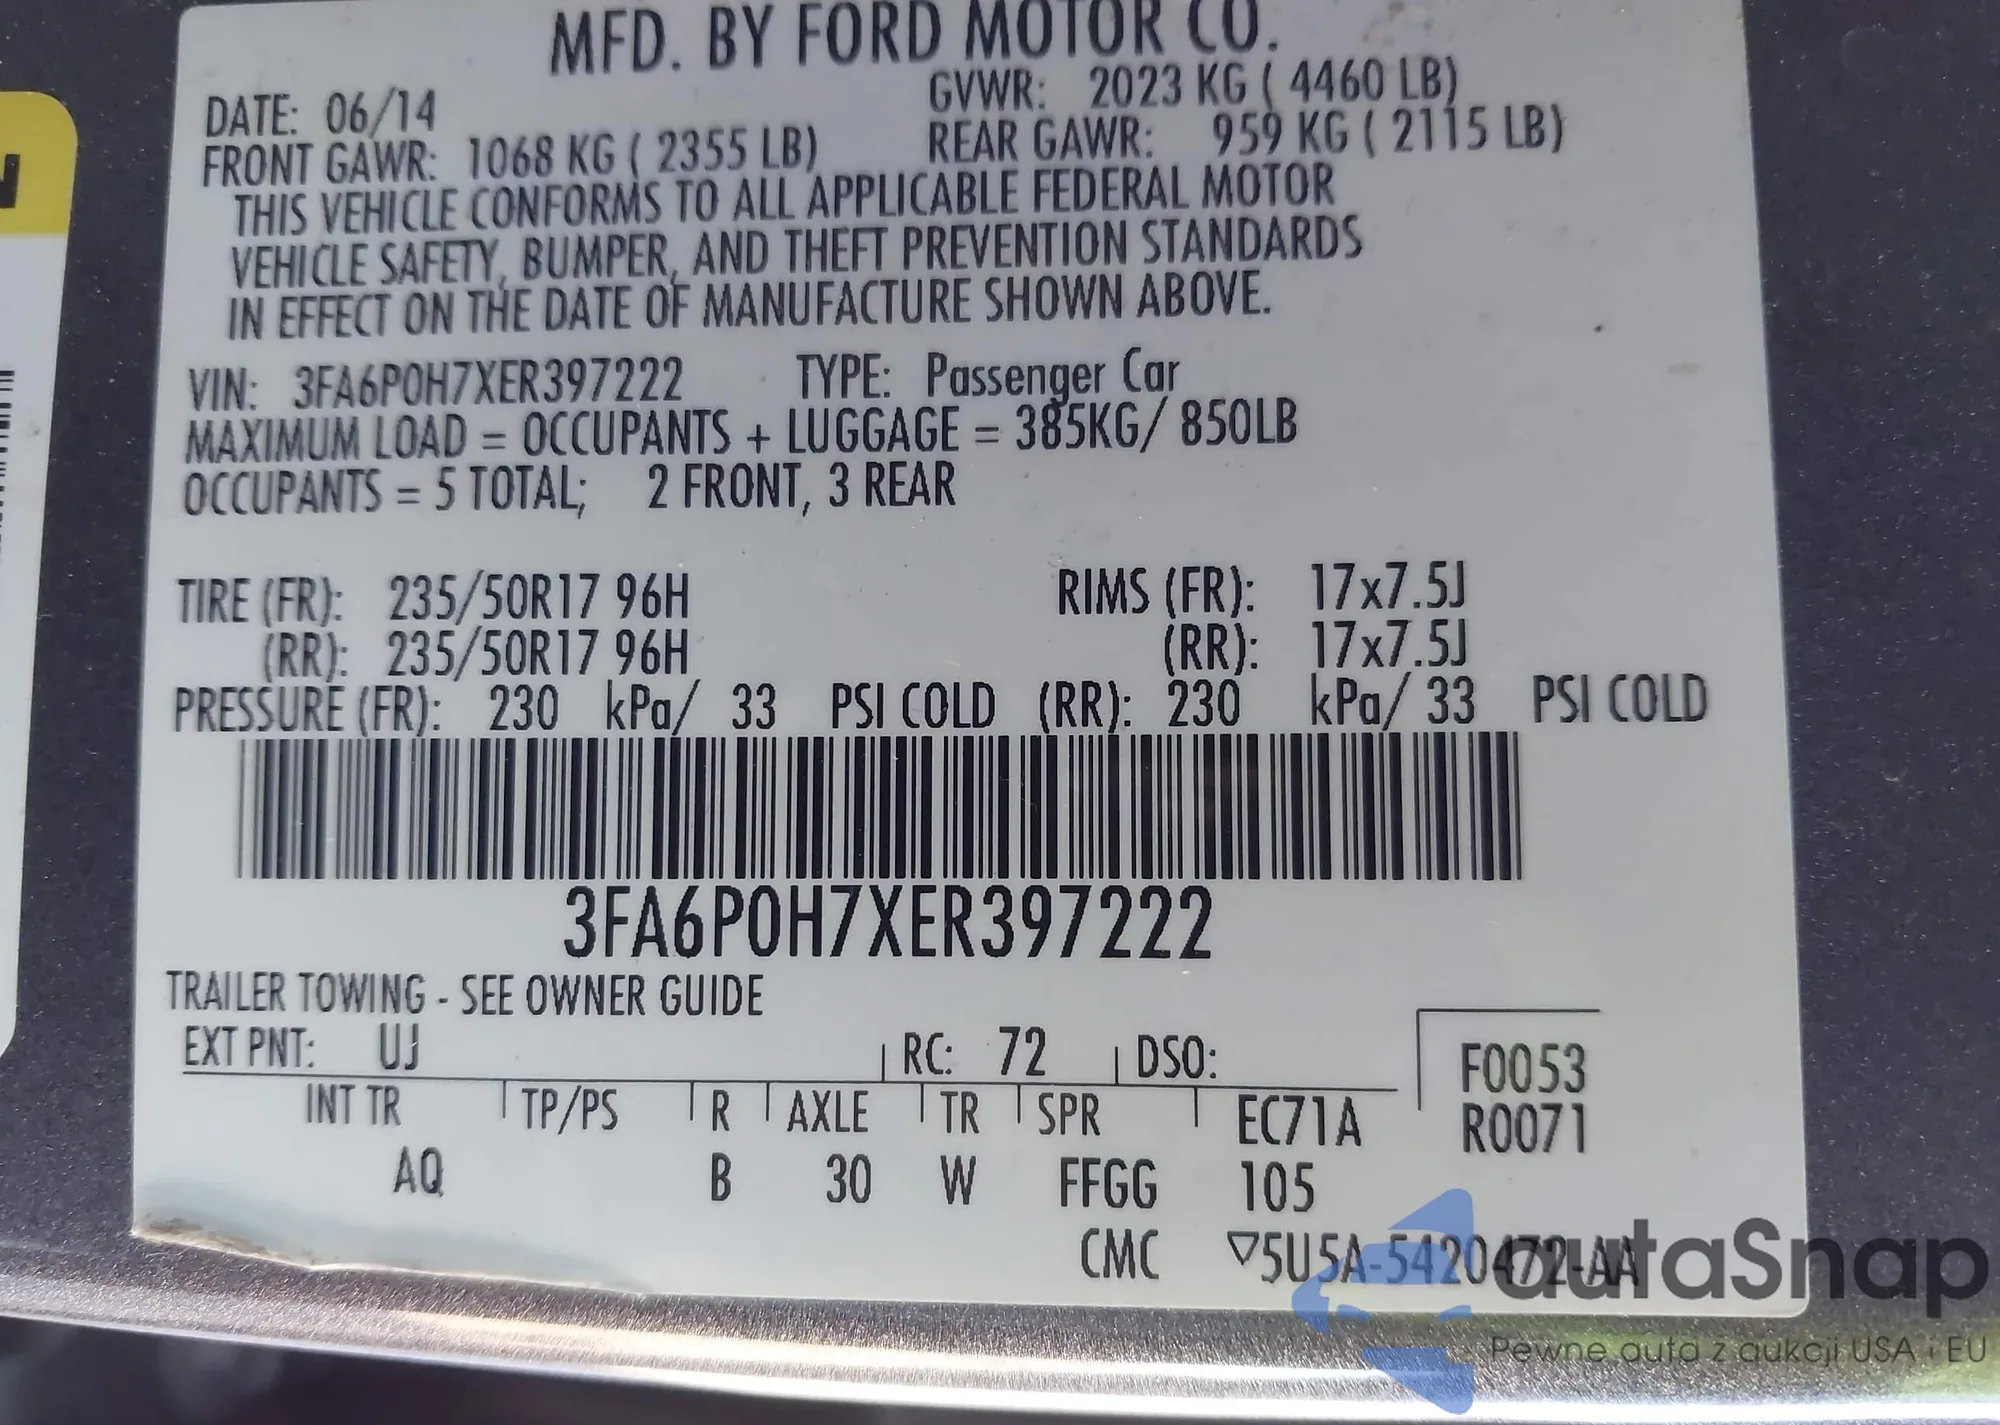 MFD. BY FORD MOTOR CO.
DATE: 06/14 GVWR: 2023 KG ( 4460 LB)
FRONT GAWR: 1068 KG ( 2355 LB) REAR GAWR: 959 KG ( 2115 LB)
THIS VEHICLE CONFORMS TO ALL APPLICABLE FEDERAL MOTOR
VEHICLE SAFETY, BUMPER, AND THEFT PREVENTION STANDARDS
IN EFFECT ON THE DATE OF MANUFACTURE SHOWN ABOVE.
VIN: 3FA6P0H7XER397222 TYPE: Passenger Car
MAXIMUM LOAD = OCCUPANTS + LUGGAGE = 385KG/ 850LB
OCCUPANTS = 5 TOTAL; 2 FRONT, 3 REAR
TIRE (FR): 235/50R17 96H RIMS (FR): 17x7.5J
(RR): 235/50R17 96H (RR): 17x7.5J
PRESSURE (FR): 230 kPa/ 33 PSI COLD (RR): 230 kPa/ 33 PSI COLD
3FA6P0H7XER397222
TRAILER TOWING - SEE OWNER GUIDE
EXT PNT: UJ RC: 72 DSO: F0053
INT TR TP/PS R AXLE TR SPR EC71A R0071
AQ B 30 W FFGG 105
CMC ▽5U5A-5420472-AA
autaSnap
Pewne auta z aukcji USA i EU